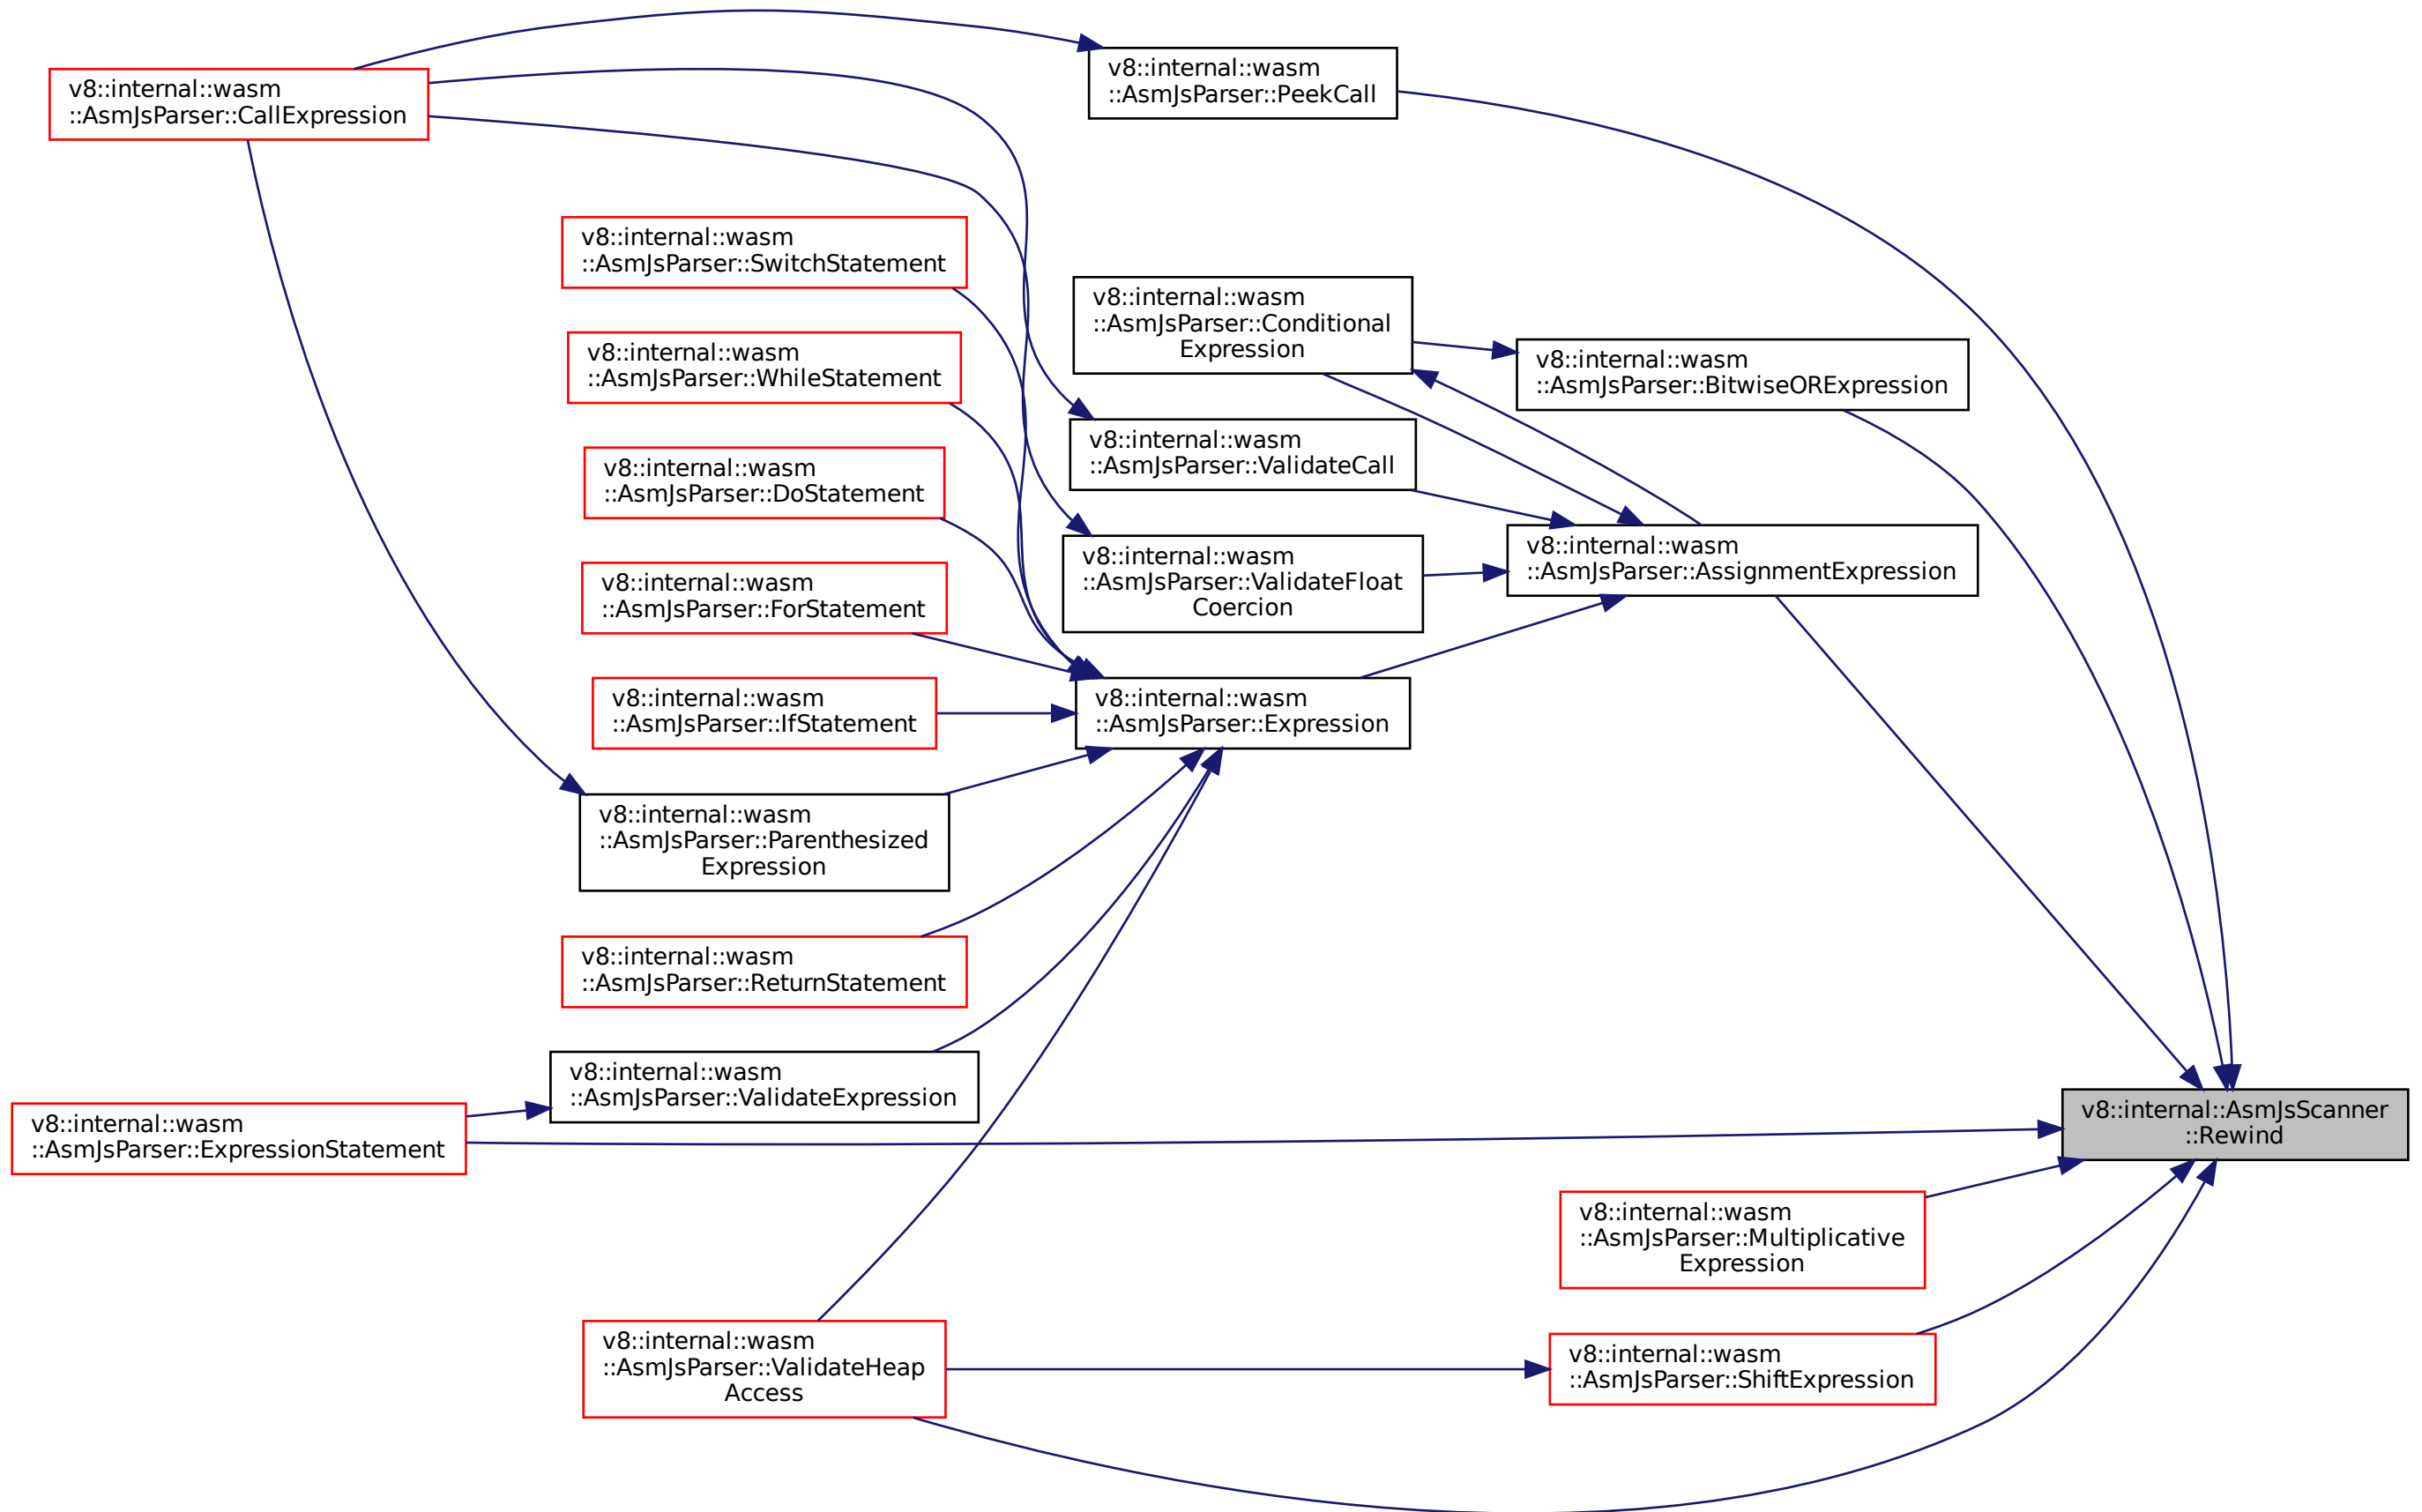 v8::internal::wasm
::AsmJsParser::PeekCall
v8::internal::wasm
::AsmJsParser::CallExpression
v8::internal::wasm
::AsmJsParser::SwitchStatement
v8::internal::wasm
::AsmJsParser::Conditional
Expression
v8::internal::wasm
::AsmJsParser::WhileStatement
v8::internal::wasm
::AsmJsParser::BitwiseORExpression
v8::internal::wasm
::AsmJsParser::ValidateCall
v8::internal::wasm
::AsmJsParser::DoStatement
v8::internal::wasm
::AsmJsParser::AssignmentExpression
v8::internal::wasm
::AsmJsParser::ValidateFloat
Coercion
v8::internal::wasm
::AsmJsParser::ForStatement
v8::internal::wasm
::AsmJsParser::IfStatement
v8::internal::wasm
::AsmJsParser::Expression
v8::internal::wasm
::AsmJsParser::Parenthesized
Expression
v8::internal::wasm
::AsmJsParser::ReturnStatement
v8::internal::wasm
::AsmJsParser::ValidateExpression
v8::internal::wasm
::AsmJsParser::ExpressionStatement
v8::internal::AsmJsScanner
::Rewind
v8::internal::wasm
::AsmJsParser::Multiplicative
Expression
v8::internal::wasm
::AsmJsParser::ValidateHeap
Access
v8::internal::wasm
::AsmJsParser::ShiftExpression